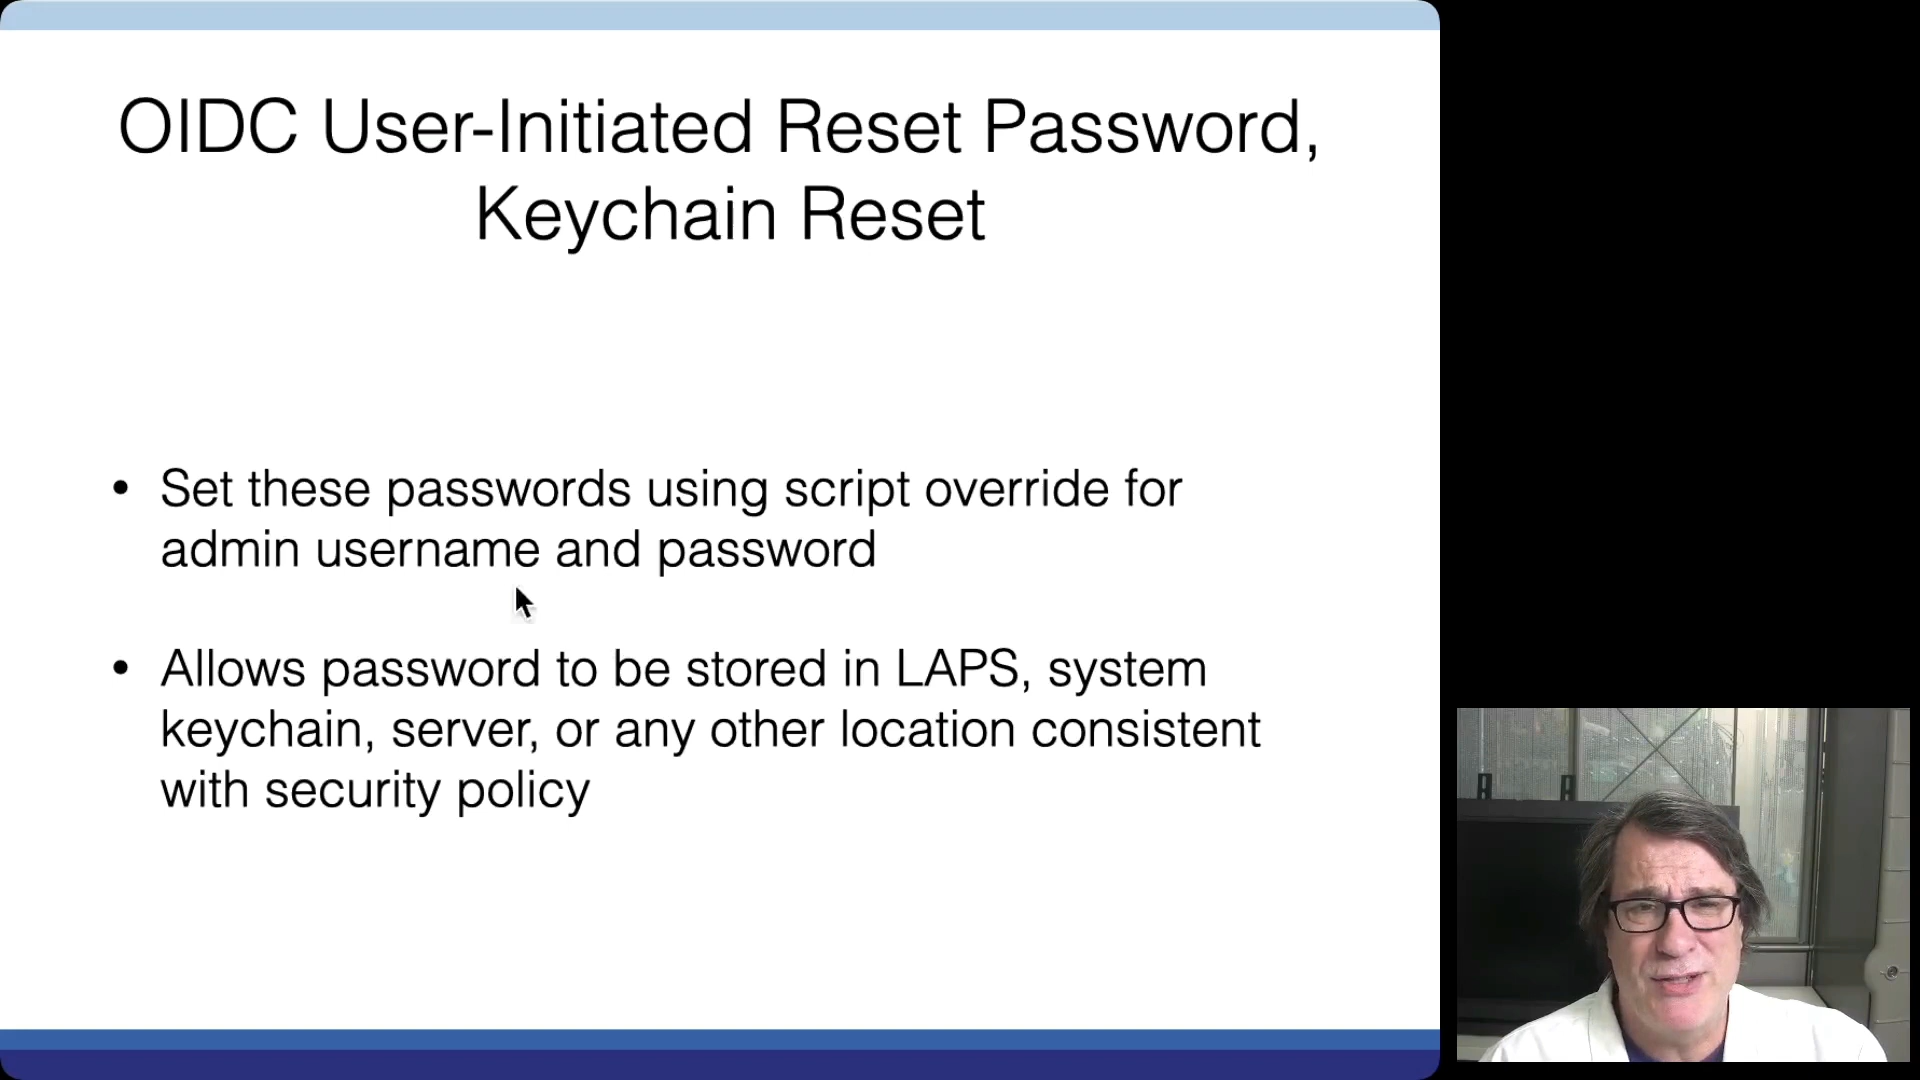 OIDC User-Initiated Reset Password,
Keychain Reset
• Set these passwords using script override for
admin username and password
• Allows password to be stored in LAPS, system
keychain, server, or any other location consistent
with security policy